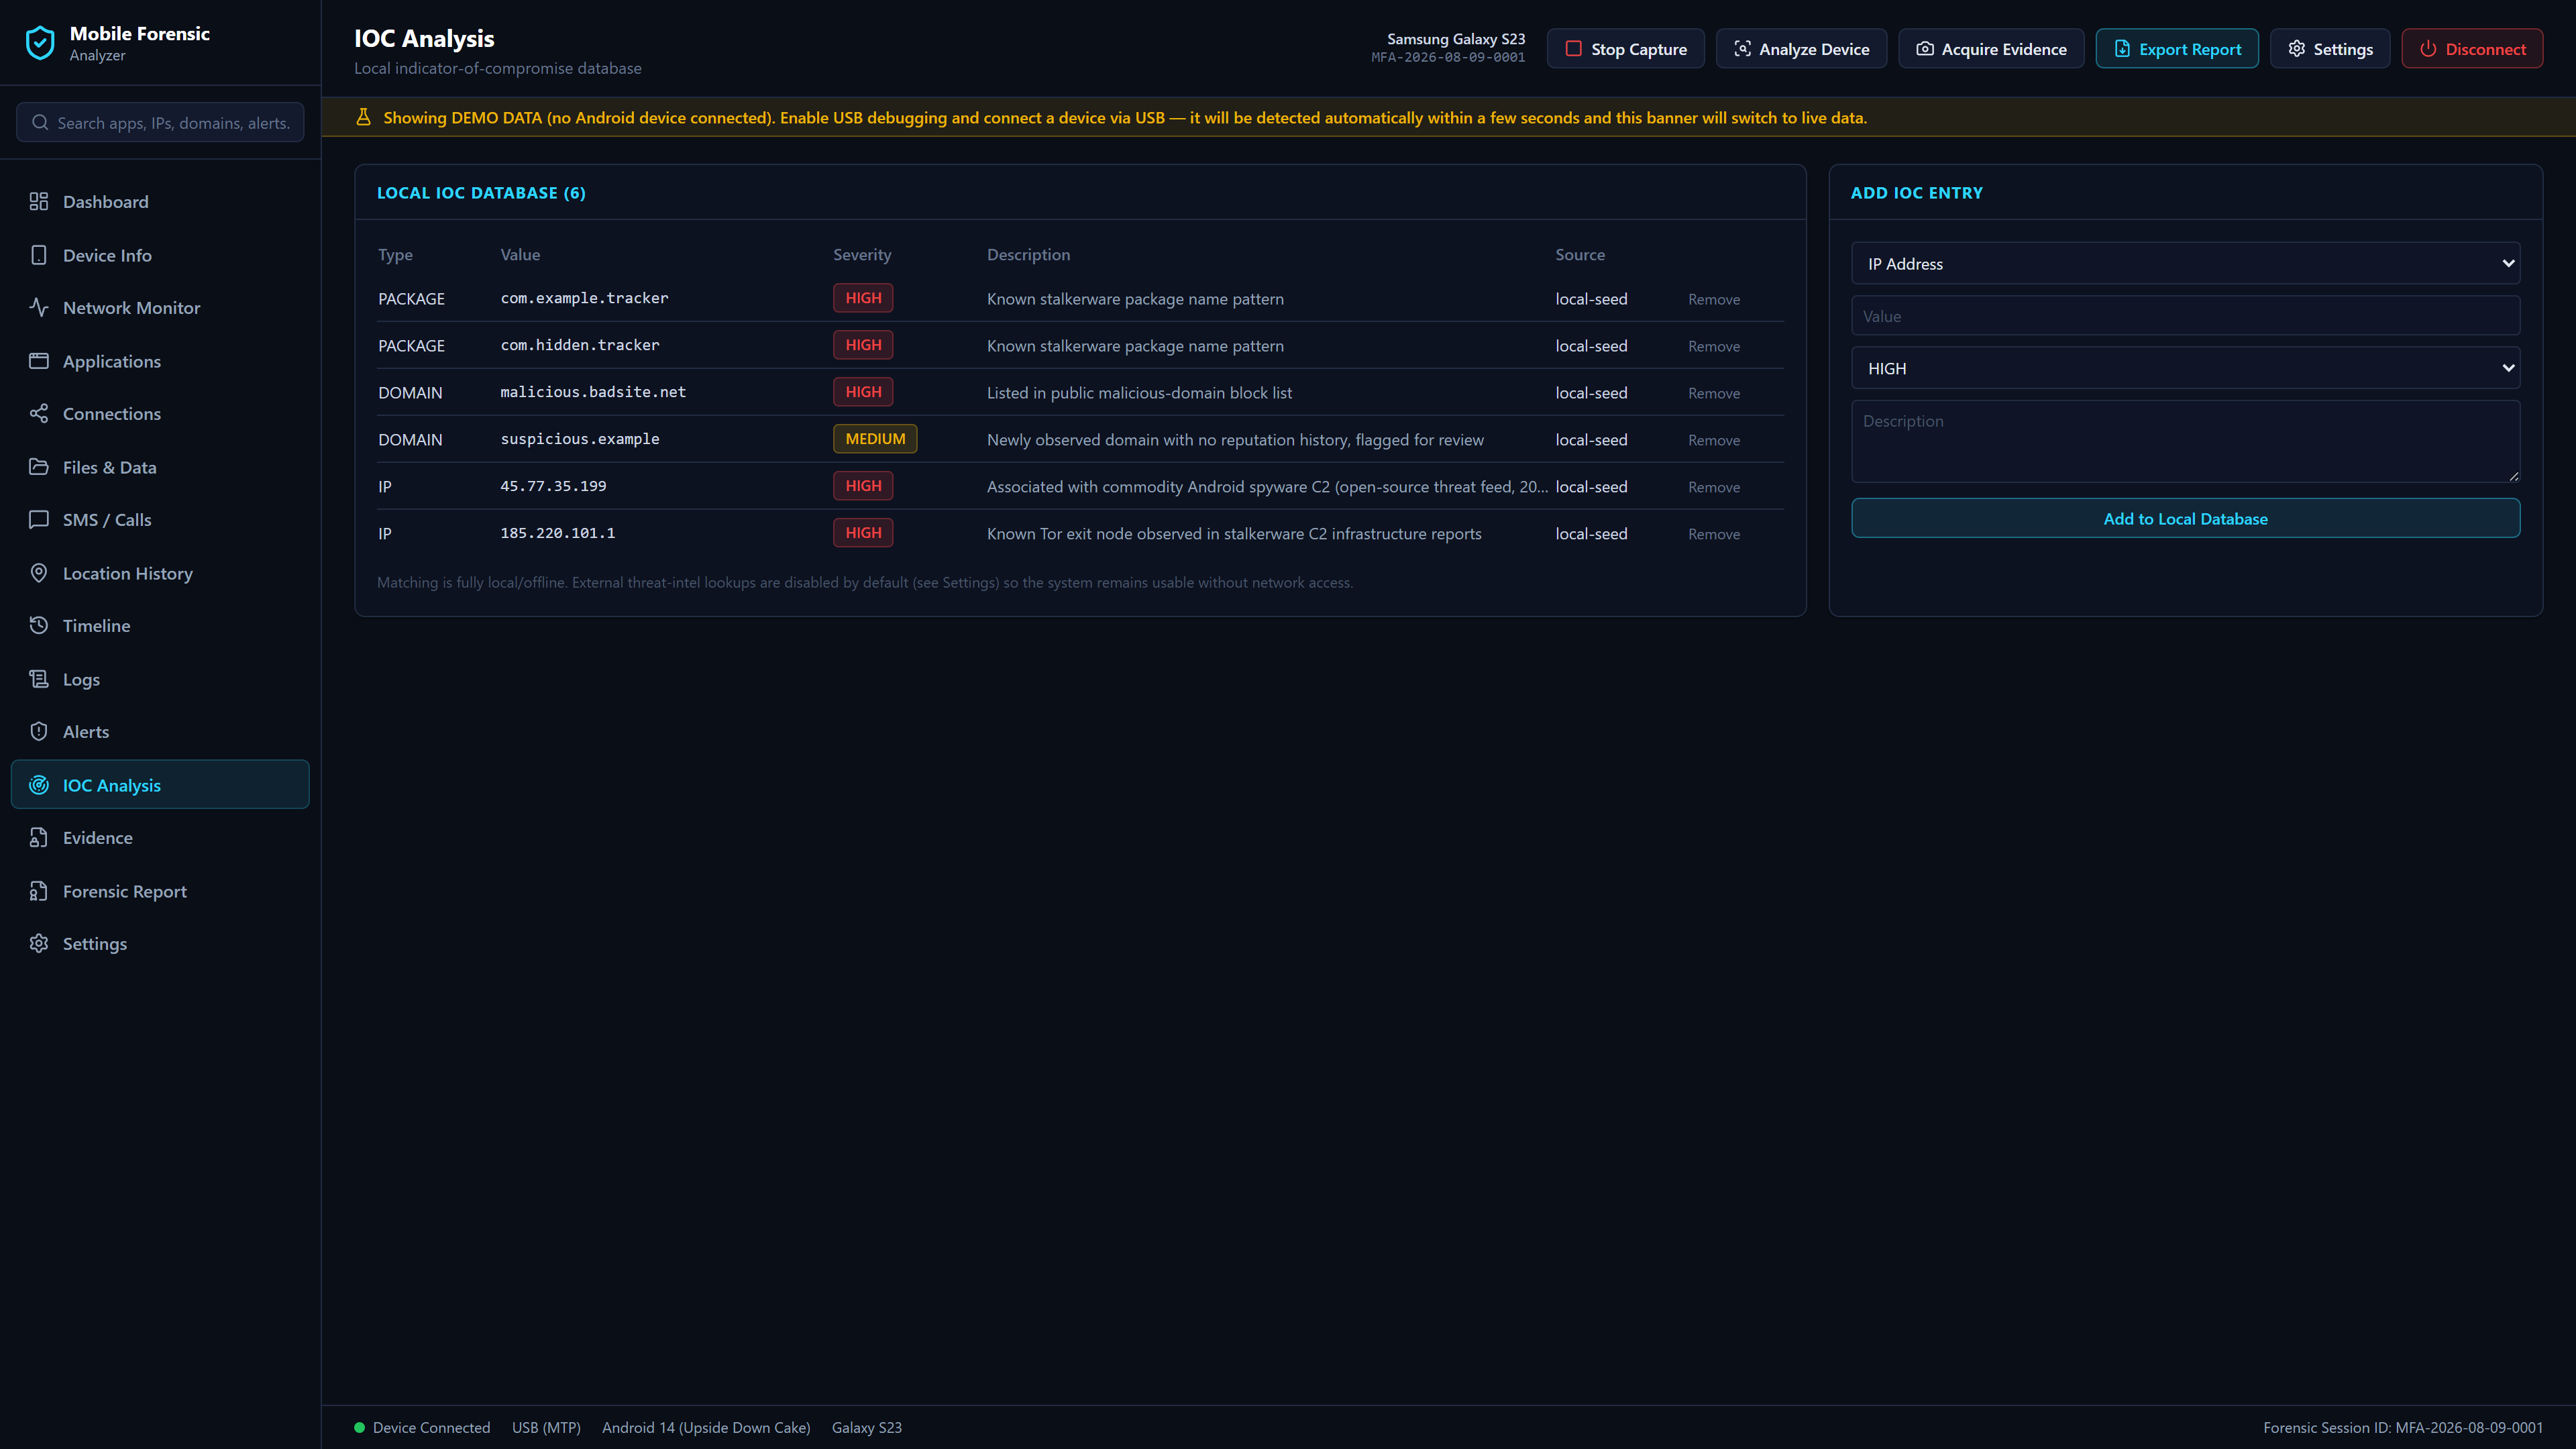 Mobile Forensic
Analyzer
Search apps, IPs, domains, alerts.
Dashboard
Device Info
Network Monitor
Applications
Connections
Files & Data
SMS / Calls
Location History
Timeline
Logs
Alerts
IOC Analysis
Evidence
Forensic Report
Settings
IOC Analysis
Local indicator-of-compromise database
Samsung Galaxy S23
MFA-2026-08-09-0001
Stop Capture
Analyze Device
Acquire Evidence
Export Report
Settings
Disconnect
Showing DEMO DATA (no Android device connected). Enable USB debugging and connect a device via USB — it will be detected automatically within a few seconds and this banner will switch to live data.
LOCAL IOC DATABASE (6)
Type Value Severity Description Source
PACKAGE com.example.tracker HIGH Known stalkerware package name pattern local-seed Remove
PACKAGE com.hidden.tracker HIGH Known stalkerware package name pattern local-seed Remove
DOMAIN malicious.badsite.net HIGH Listed in public malicious-domain block list local-seed Remove
DOMAIN suspicious.example MEDIUM Newly observed domain with no reputation history, flagged for review local-seed Remove
IP 45.77.35.199 HIGH Associated with commodity Android spyware C2 (open-source threat feed, 20... local-seed Remove
IP 185.220.101.1 HIGH Known Tor exit node observed in stalkerware C2 infrastructure reports local-seed Remove
Matching is fully local/offline. External threat-intel lookups are disabled by default (see Settings) so the system remains usable without network access.
ADD IOC ENTRY
IP Address
Value
HIGH
Description
Add to Local Database
Device Connected USB (MTP) Android 14 (Upside Down Cake) Galaxy S23
Forensic Session ID: MFA-2026-08-09-0001